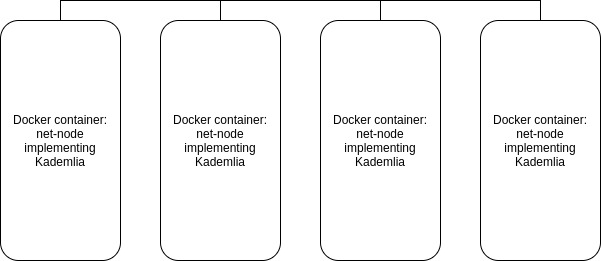 Docker container:
net-node
implementing
Kademlia
Docker container:
net-node
implementing
Kademlia
Docker container:
net-node
implementing
Kademlia
Docker container:
net-node
implementing
Kademlia